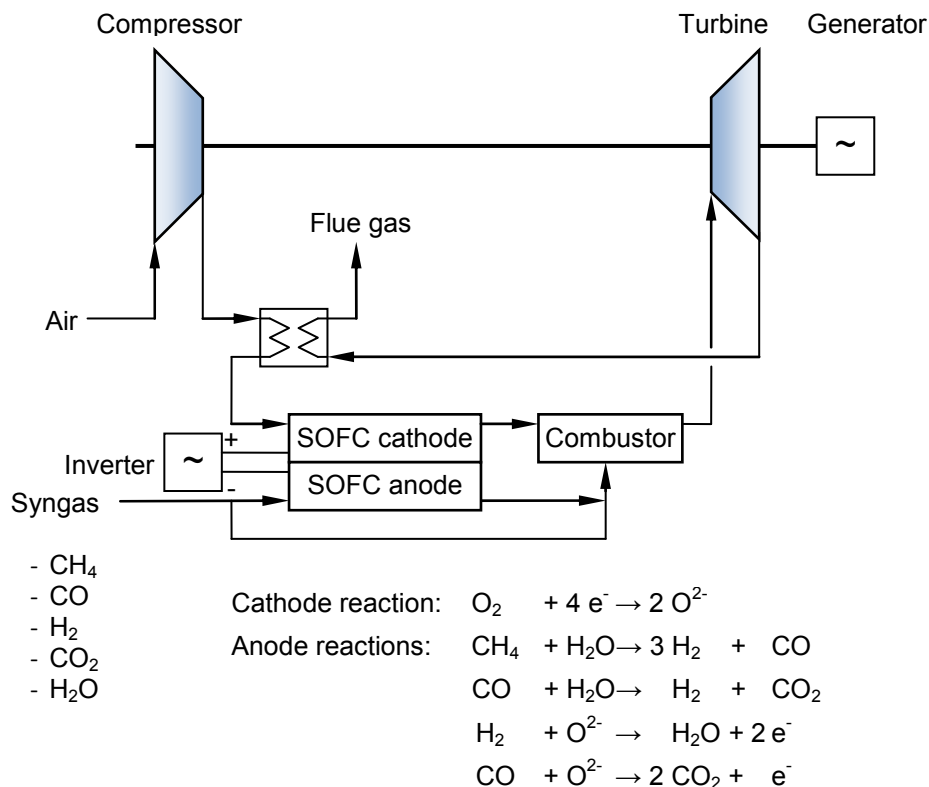 Compressor
Turbine
Generator
~
Flue gas
Air
SOFC cathode
Combustor
+
Inverter
~
SOFC anode
-
Syngas
- CH₄
- CO
- H₂
- CO₂
- H₂O
Cathode reaction: O₂ + 4 e⁻ → 2 O²⁻
Anode reactions: CH₄ + H₂O → 3 H₂ + CO
CO + H₂O → H₂ + CO₂
H₂ + O²⁻ → H₂O + 2 e⁻
CO + O²⁻ → 2 CO₂ + e⁻